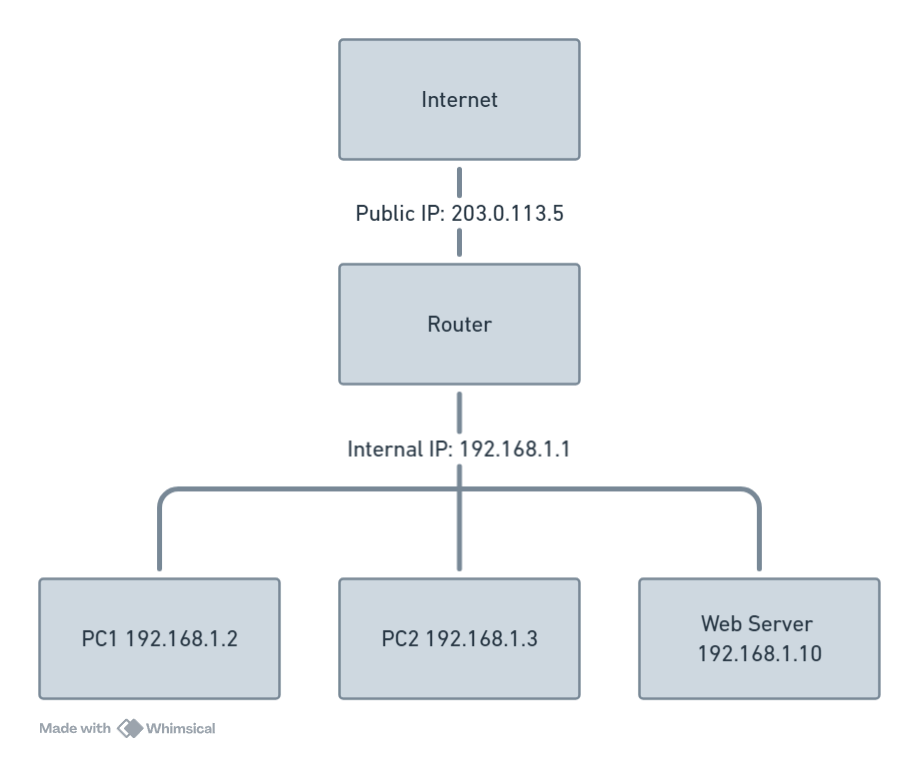 Internet
Public IP: 203.0.113.5
Router
Internal IP: 192.168.1.1
PC1 192.168.1.2
PC2 192.168.1.3
Web Server
192.168.1.10
Made with Whimsical